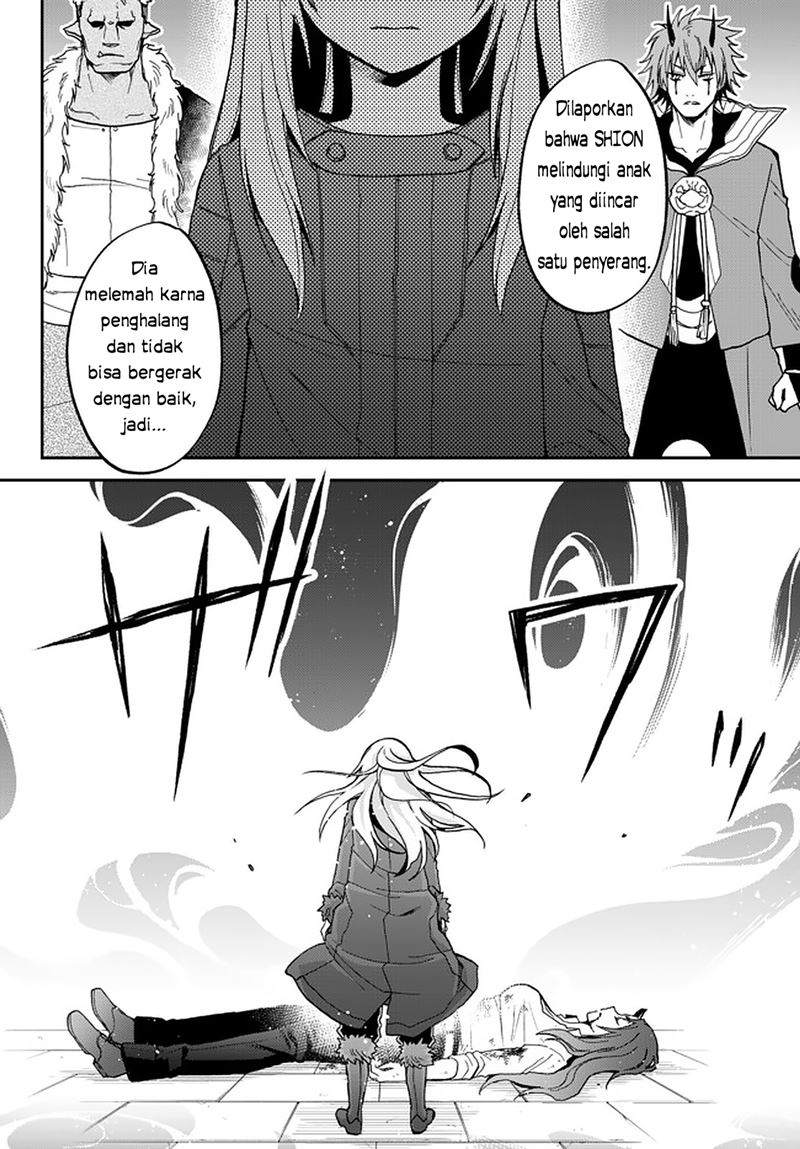 Dilaporkan
bahwa SHION
melindungi anak
yang diincar
oleh salah
satu penyerang.
Dia
melemah karna
penghalang
dan tidak
bisa bergerak
dengan baik,
jadi...